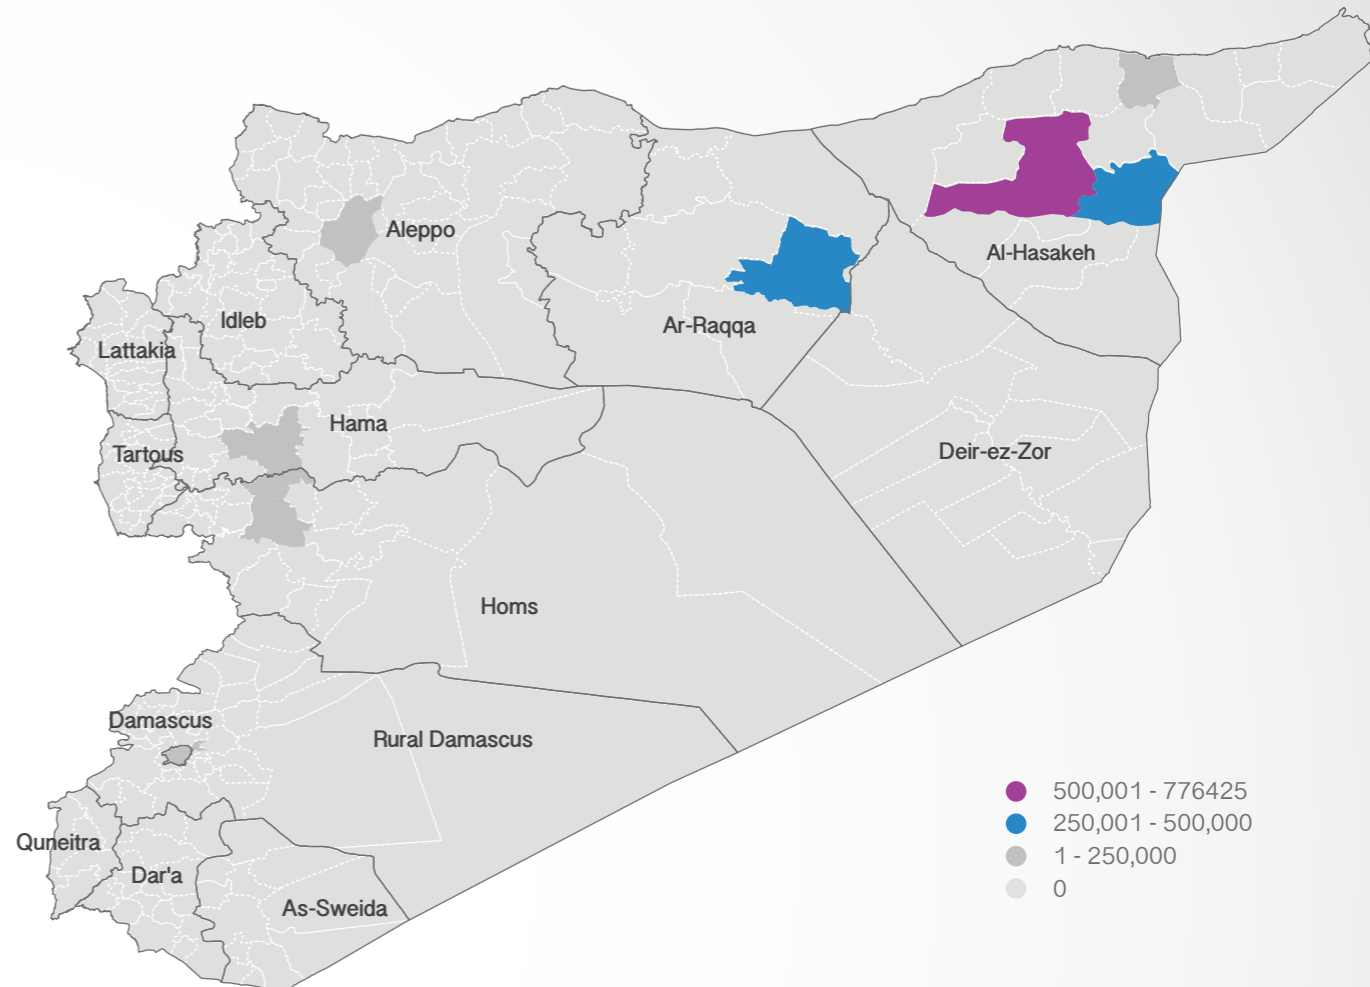 Aleppo
Al-Hasakeh
Idleb
Ar-Raqqa
Lattakia
Hama
Tartous
Deir-ez-Zor
Homs
Damascus
Rural Damascus
500,001 - 776425
250,001 - 500,000
1 - 250,000
0
Quneitra
Dar'a
As-Sweida